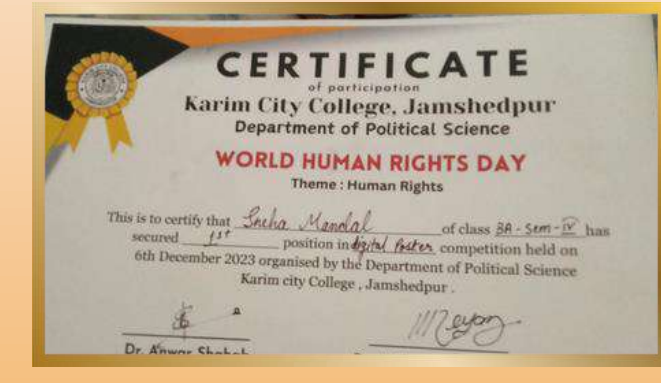 CERTIFICATE
of participation
Karim City College, Jamshedpur
Department of Political Science
WORLD HUMAN RIGHTS DAY
Theme : Human Rights
This is to certify that Sneha Mandal of class BA - Sem - IV has
secured 1st position in digital Poster competition held on
6th December 2023 organised by the Department of Political Science
Karim city College , Jamshedpur .
Dr. Anwar